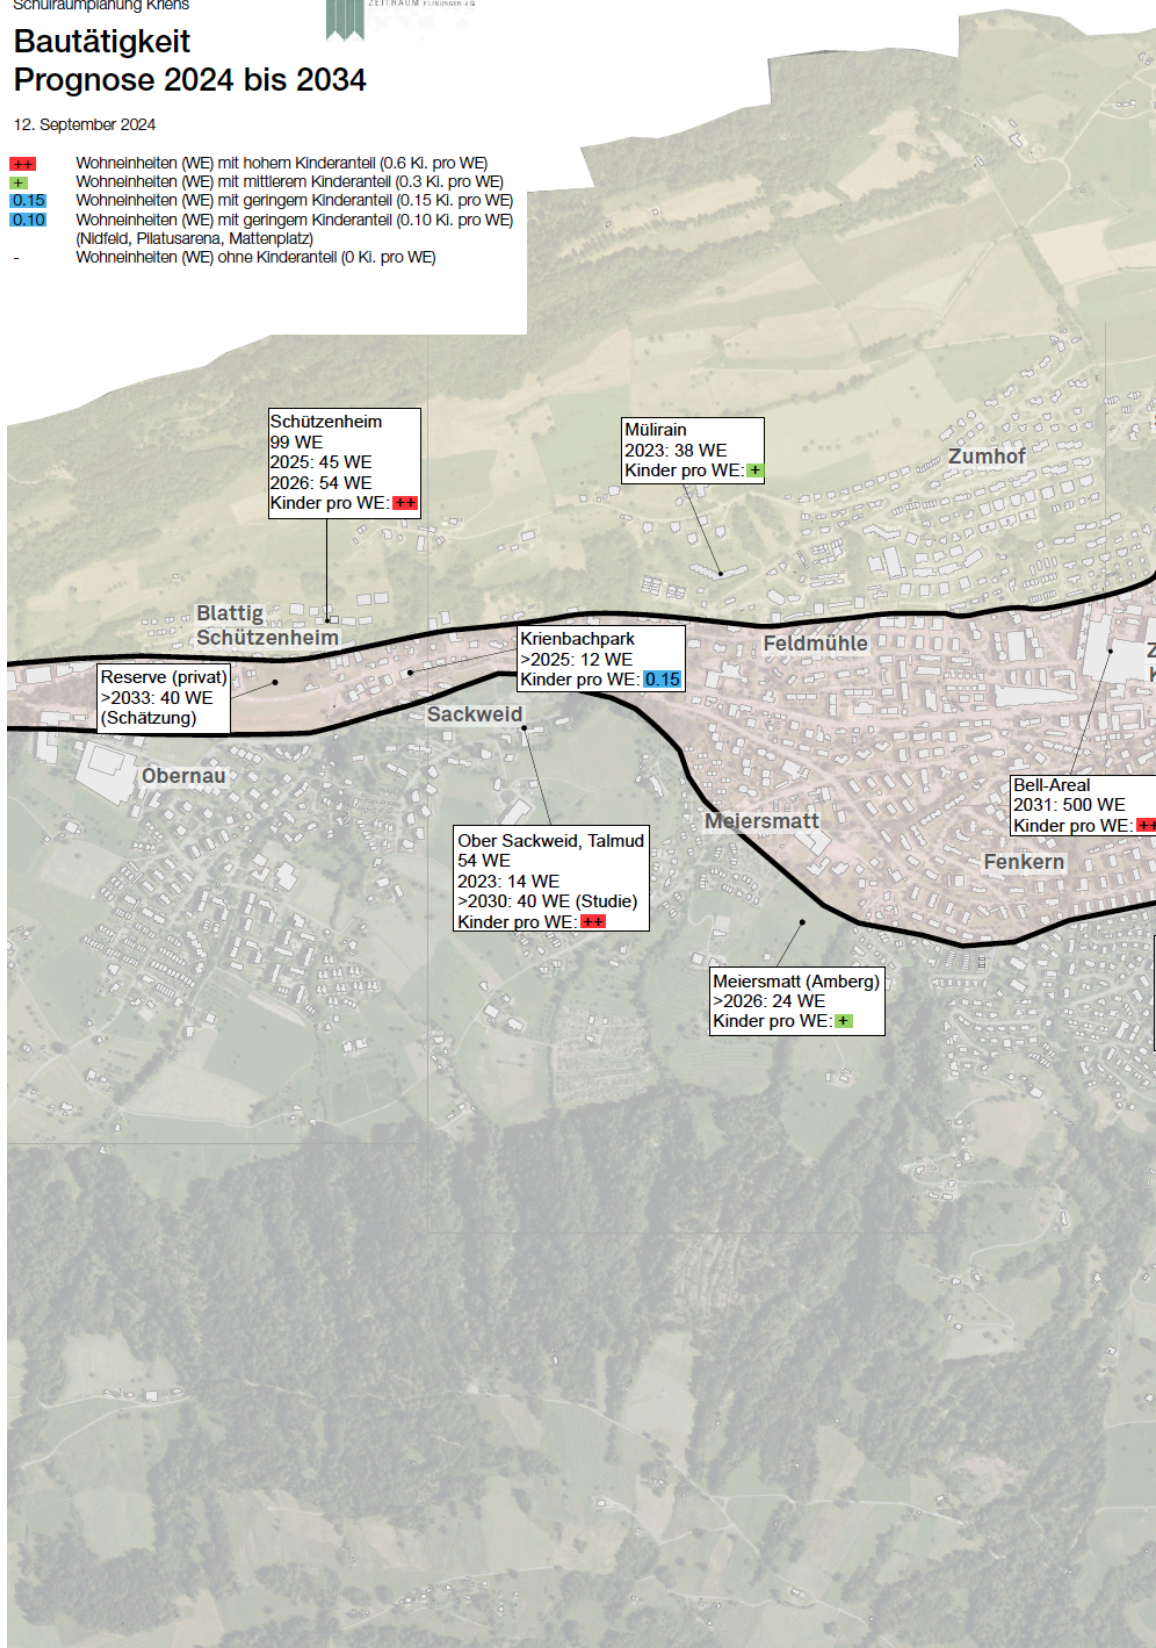 Schulraumplanung Kriens
ZEITRAUM
Bautätigkeit
Prognose 2024 bis 2034
12. September 2024
++ Wohneinheiten (WE) mit hohem Kinderanteil (0.6 Ki. pro WE)
+ Wohneinheiten (WE) mit mittlerem Kinderanteil (0.3 Ki. pro WE)
0.15 Wohneinheiten (WE) mit geringem Kinderanteil (0.15 Ki. pro WE)
0.10 Wohneinheiten (WE) mit geringem Kinderanteil (0.10 Ki. pro WE)
(Nidfeld, Pilatusarena, Mattenplatz)
- Wohneinheiten (WE) ohne Kinderanteil (0 Ki. pro WE)
Schützenheim
99 WE
2025: 45 WE
2026: 54 WE
Kinder pro WE: ++
Mülirain
2023: 38 WE
Kinder pro WE: +
Zumhof
Blattig
Schützenheim
Krienbachpark
>2025: 12 WE
Kinder pro WE: 0.15
Feldmühle
Reserve (privat)
>2033: 40 WE
(Schätzung)
Sackweid
Obernau
Bell-Areal
2031: 500 WE
Kinder pro WE: ++
Meiersmatt
Fenkern
Ober Sackweid, Talmud
54 WE
2023: 14 WE
>2030: 40 WE (Studie)
Kinder pro WE: ++
Meiersmatt (Amberg)
>2026: 24 WE
Kinder pro WE: +